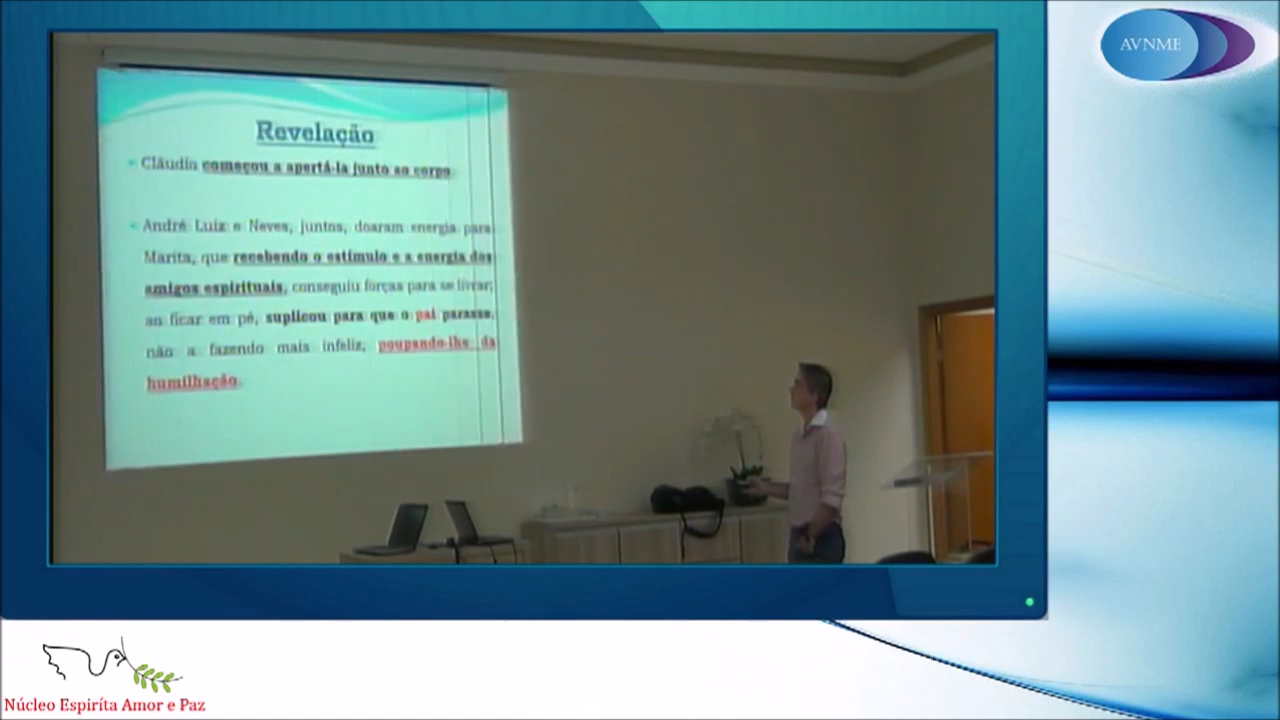 AVNME
Revelação
Cláudio começou a apertá-la junto ao corpo
André Luiz e Neves, juntos, doaram energia para
Marita, que recebendo o estímulo e a energia dos
amigos espirituais, conseguiu forças para se livrar;
ao ficar em pé, suplicou para que o pai parasse,
não a fazendo mais infeliz, poupando-lhe da
humilhação.
Núcleo Espiríta Amor e Paz